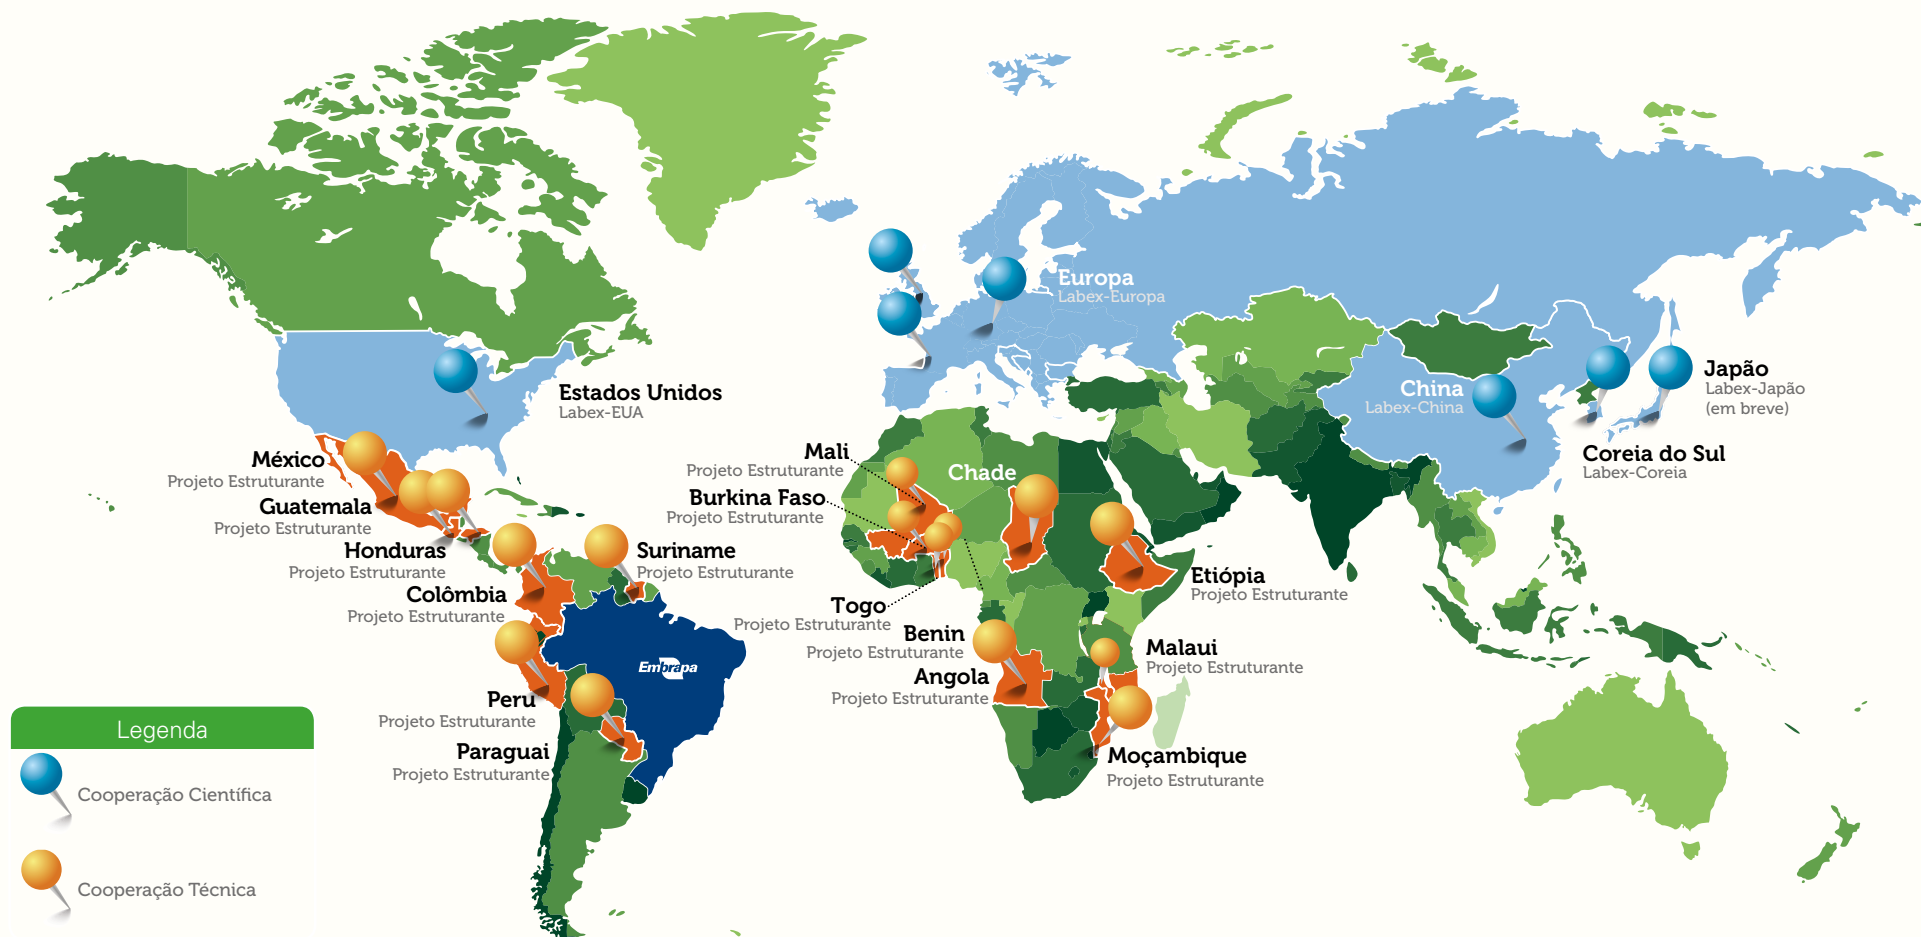 Europa
Labex-Europa
Estados Unidos
Labex-EUA
China
Labex-China
Japão
Labex-Japão
(em breve)
Coreia do Sul
Labex-Coreia
México
Projeto Estruturante
Guatemala
Projeto Estruturante
Honduras
Projeto Estruturante
Colômbia
Projeto Estruturante
Suriname
Projeto Estruturante
Peru
Projeto Estruturante
Paraguai
Projeto Estruturante
Embrapa
Mali
Projeto Estruturante
Burkina Faso
Projeto Estruturante
Chade
Togo
Projeto Estruturante
Benin
Projeto Estruturante
Angola
Projeto Estruturante
Etiópia
Projeto Estruturante
Malaui
Projeto Estruturante
Moçambique
Projeto Estruturante
Legenda
Cooperação Científica
Cooperação Técnica